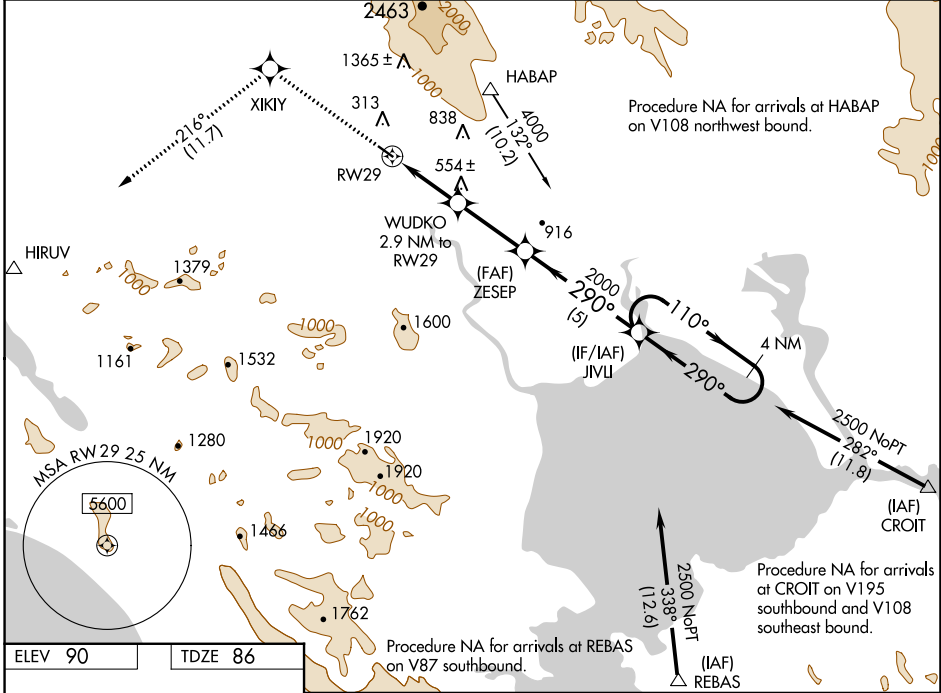 2463
2000
1365 ±
1000
HABAP
XIKIY
313
838
4000
132°
(10.2)
Procedure NA for arrivals at HABAP
on V108 northwest bound.
1000
216°
(11.7)
RW29
554 ±
WUDKO
2.9 NM to
RW29
916
HIRUV
1000
1379
(FAF)
ZESEP
2000
290°
(5)
110°
4 NM
1000
1600
(IF/IAF)
JIVLI
290°
1161
1532
2500 NoPT
282°
(11.8)
1280
1000
1920
1920
1000
(IAF)
CROIT
MSA RW29 25 NM
5600
1000
1466
2500 NoPT
338°
(12.6)
Procedure NA for arrivals
at CROIT on V195
southbound and V108
southeast bound.
1762
Procedure NA for arrivals at REBAS
on V87 southbound.
(IAF)
REBAS
ELEV 90
TDZE 86